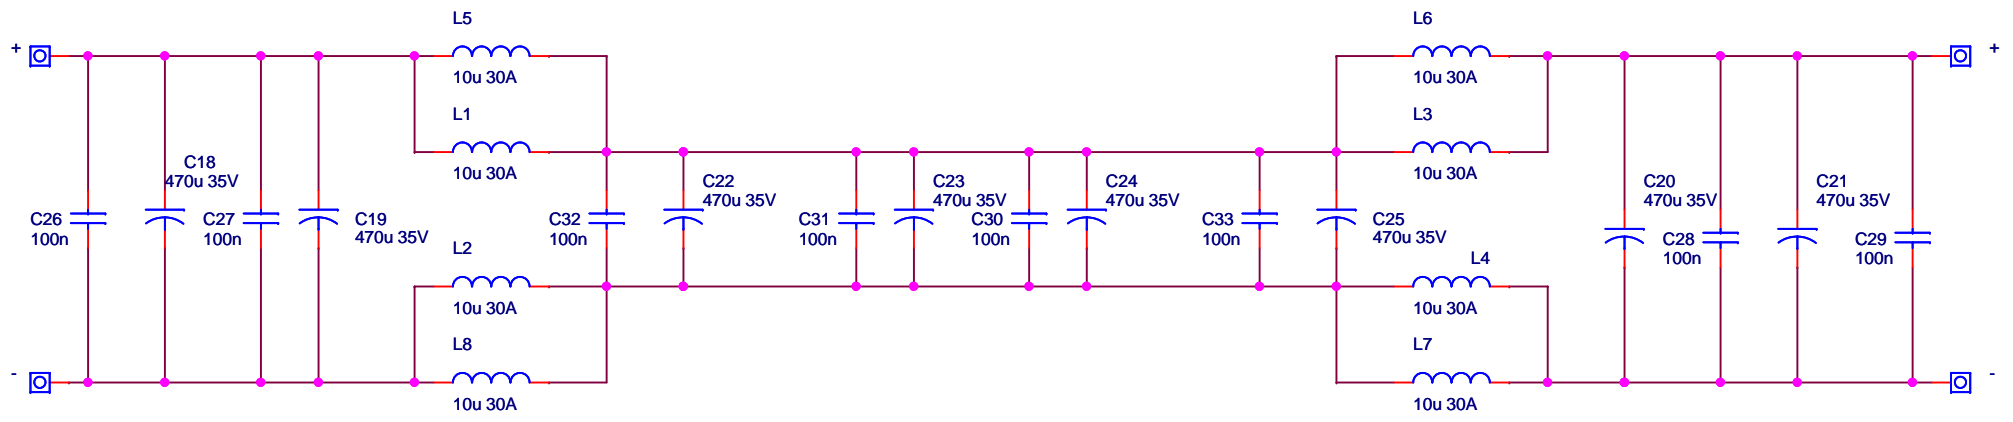 L5
L6
+
+
10u 30A
10u 30A
L1
L3
C18
470u 35V
10u 30A
10u 30A
C22
470u 35V
C23
470u 35V
C24
470u 35V
C20
470u 35V
C21
470u 35V
C26
100n
C27
100n
C19
470u 35V
C32
100n
C31
100n
C30
100n
C33
100n
C25
470u 35V
C28
100n
C29
100n
L2
L4
10u 30A
10u 30A
L8
L7
-
-
10u 30A
10u 30A